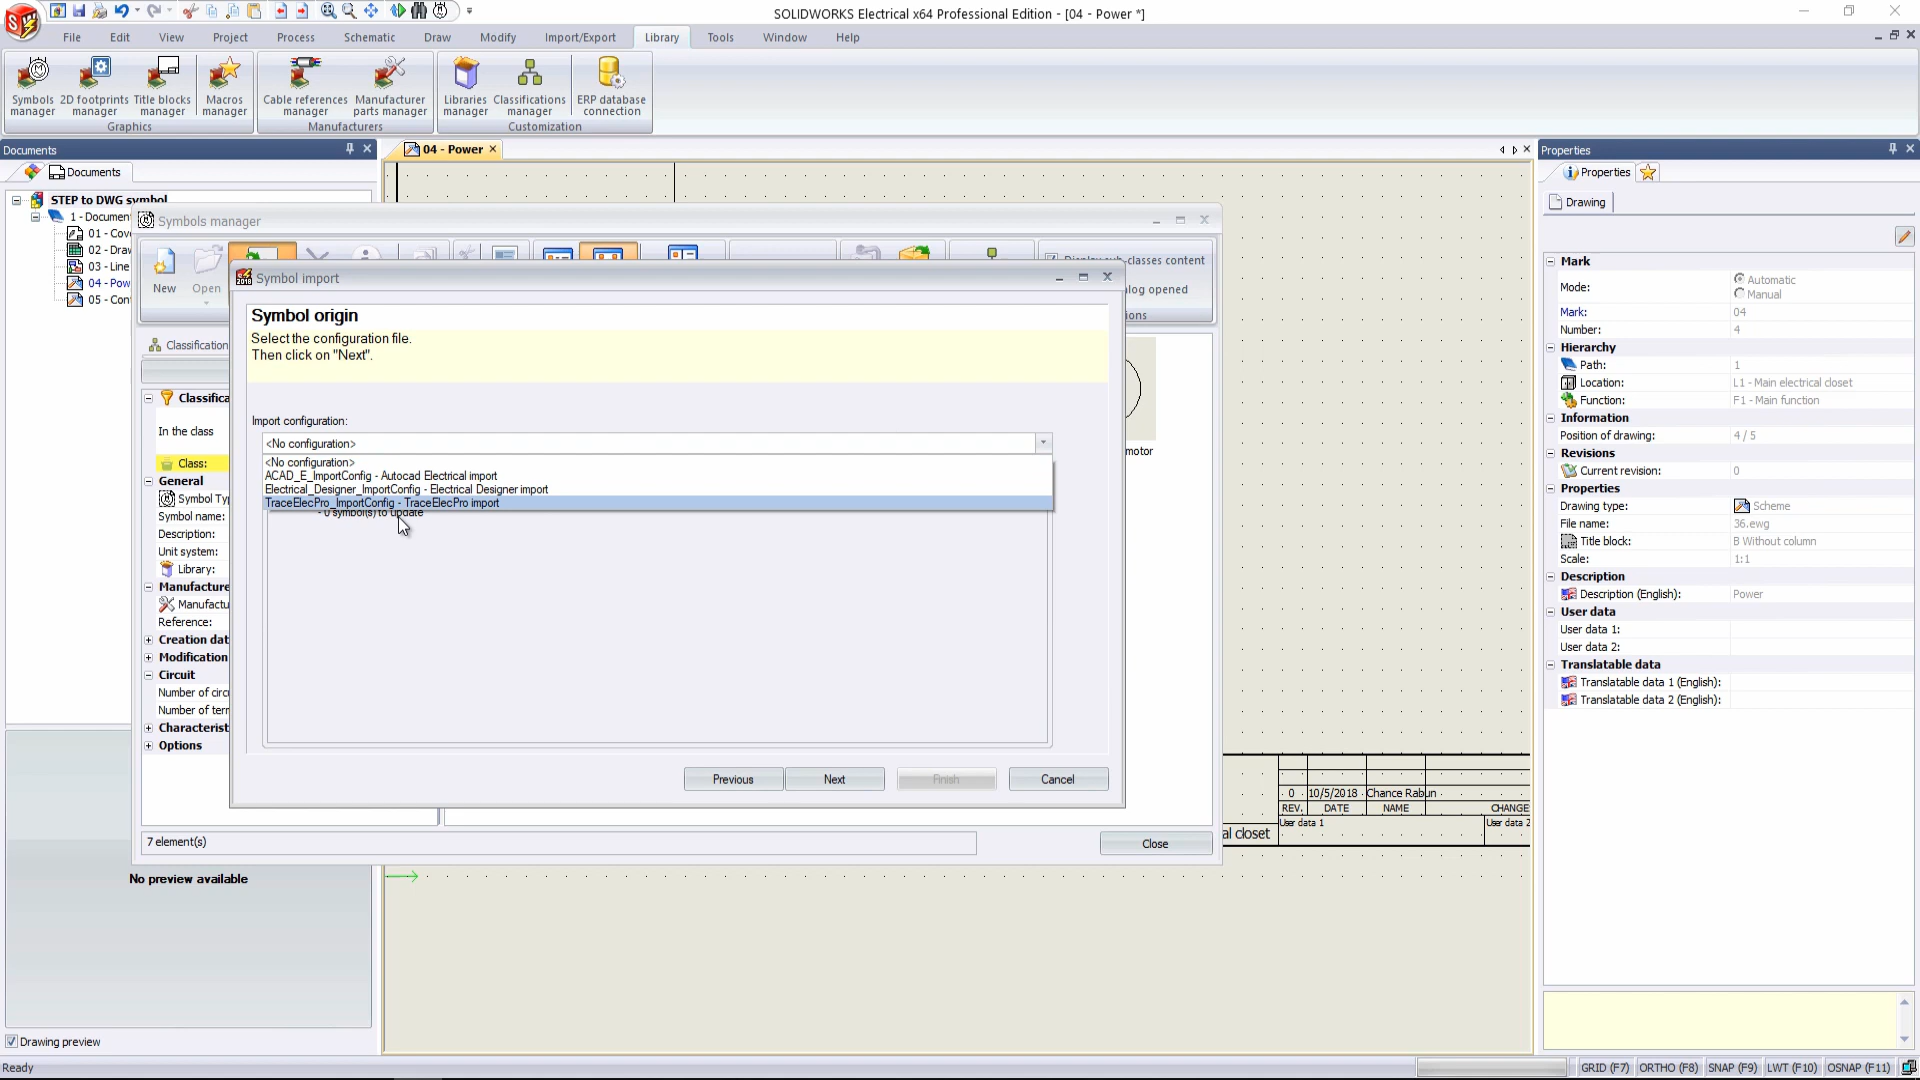 SOLIDWORKS Electrical x64 Professional Edition - [04 - Power *]
File Edit View Project Process Schematic Draw Modify Import/Export Library Tools Window Help
Symbols manager
2D footprints manager
Title blocks manager
Macros manager
Cable references manager
Manufacturer parts manager
Libraries manager
Classifications manager
ERP database connection
Graphics
Manufacturers
Customization
Documents
04 - Power
Properties
Documents
Properties
STEP to DWG symbol
Drawing
1 - Documen
01 - Cov
02 - Draw
03 - Line
04 - Pow
05 - Con
Symbols manager
New
Open
Display sub-classes content
alog opened
ions
Symbol import
Symbol origin
Select the configuration file.
Then click on "Next".
Import configuration:
<No configuration>
<No configuration>
ACAD_E_ImportConfig - Autocad Electrical import
Electrical_Designer_ImportConfig - Electrical Designer import
TraceElecPro_ImportConfig - TraceElecPro import
- 0 symbol(s) to update
Previous
Next
Finish
Cancel
Classification
Classifica
In the class
Class:
General
Symbol Typ
Symbol name:
Description:
Unit system:
Library:
Manufacture
Manufactu
Reference:
Creation dat
Modification
Circuit
Number of circ
Number of term
Characterist
Options
motor
7 element(s)
Close
No preview available
Drawing preview
Mark
Mode:
Automatic
Manual
Mark: 04
Number: 4
Hierarchy
Path: 1
Location: L1 - Main electrical closet
Function: F1 - Main function
Information
Position of drawing: 4 / 5
Revisions
Current revision: 0
Properties
Drawing type: Scheme
File name: 36.ewg
Title block: B Without column
Scale: 1:1
Description
Description (English): Power
User data
User data 1:
User data 2:
Translatable data
Translatable data 1 (English):
Translatable data 2 (English):
0 10/5/2018 Chance Rabun
REV. DATE NAME CHANGE
al closet
User data 1
User data 2
Ready
GRID (F7) ORTHO (F8) SNAP (F9) LWT (F10) OSNAP (F11)